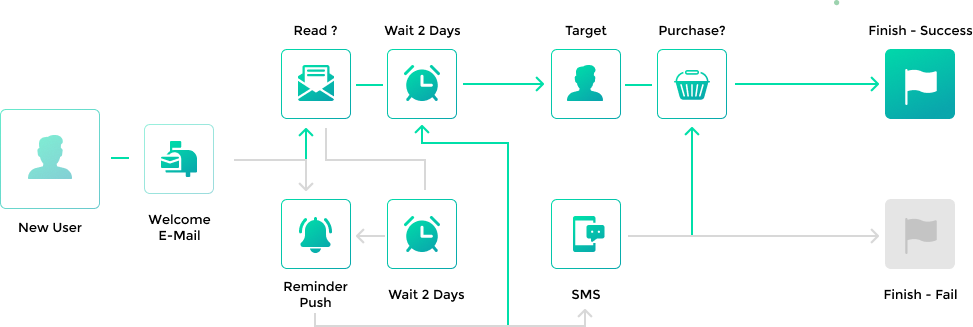 Read ?
Wait 2 Days
Target
Purchase?
Finish - Success
New User
Welcome
E-Mail
Reminder
Push
Wait 2 Days
SMS
Finish - Fail